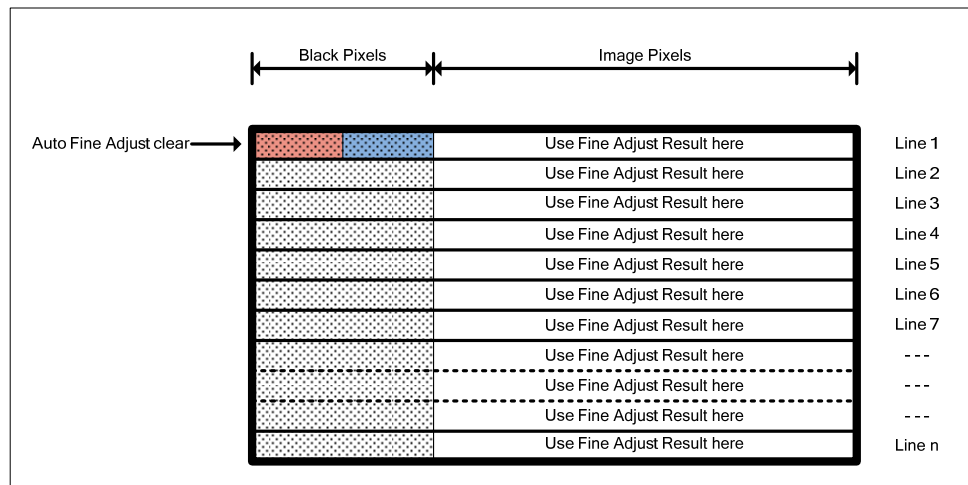 Black Pixels Image Pixels
Auto Fine Adjust clear Use Fine Adjust Result here Line 1
Use Fine Adjust Result here Line 2
Use Fine Adjust Result here Line 3
Use Fine Adjust Result here Line 4
Use Fine Adjust Result here Line 5
Use Fine Adjust Result here Line 6
Use Fine Adjust Result here Line 7
Use Fine Adjust Result here ---
Use Fine Adjust Result here ---
Use Fine Adjust Result here ---
Use Fine Adjust Result here Line n